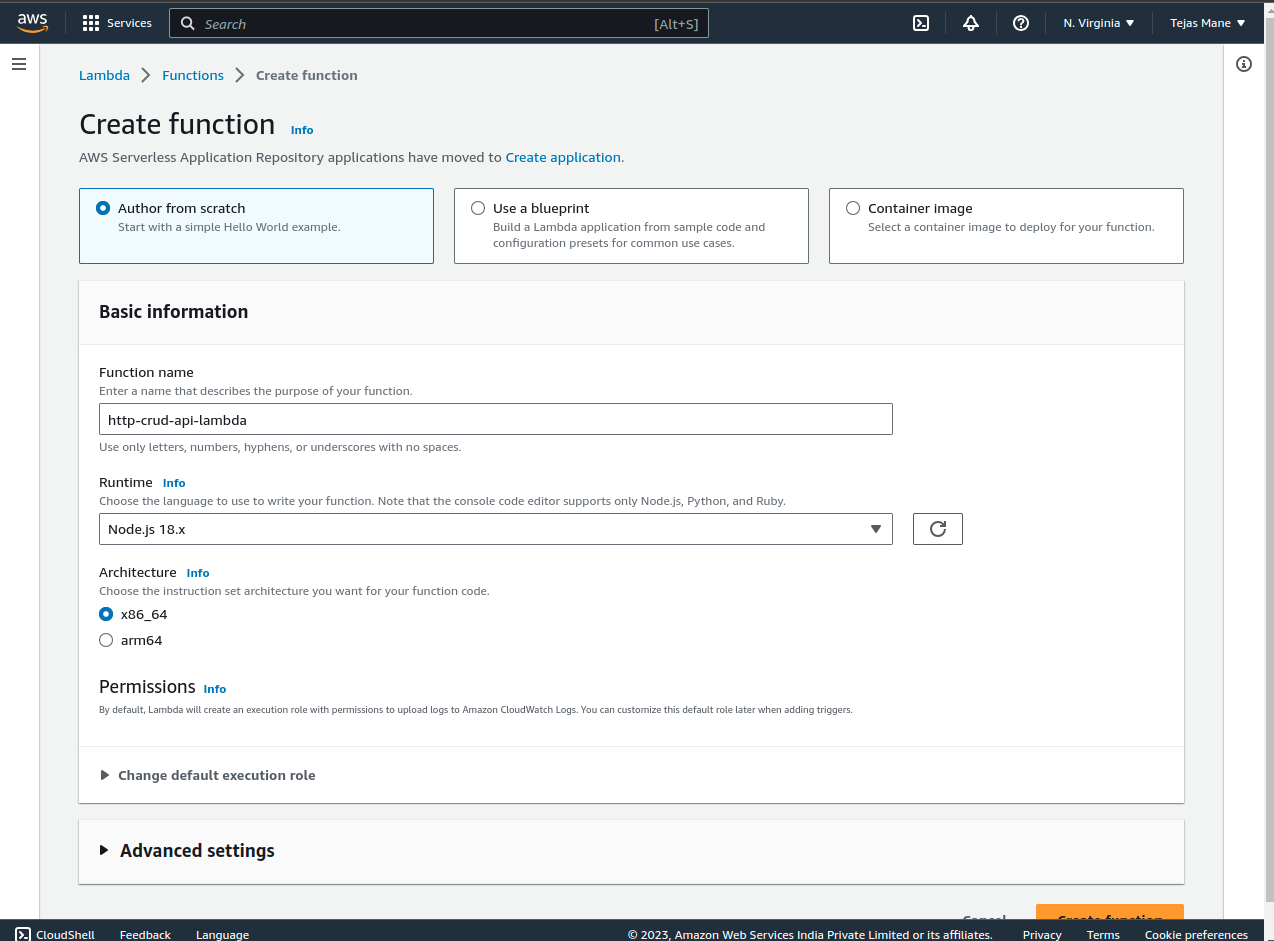 aws Services Search [Alt+S] N. Virginia Tejas Mane
Lambda Functions Create function
Create function Info
AWS Serverless Application Repository applications have moved to Create application.
Author from scratch
Start with a simple Hello World example.
Use a blueprint
Build a Lambda application from sample code and
configuration presets for common use cases.
Container image
Select a container image to deploy for your function.
Basic information
Function name
Enter a name that describes the purpose of your function.
http-crud-api-lambda
Use only letters, numbers, hyphens, or underscores with no spaces.
Runtime Info
Choose the language to use to write your function. Note that the console code editor supports only Node.js, Python, and Ruby.
Node.js 18.x
Architecture Info
Choose the instruction set architecture you want for your function code.
x86_64
arm64
Permissions Info
By default, Lambda will create an execution role with permissions to upload logs to Amazon CloudWatch Logs. You can customize this default role later when adding triggers.
Change default execution role
Advanced settings
Cancel Create function
CloudShell Feedback Language © 2023, Amazon Web Services India Private Limited or its affiliates. Privacy Terms Cookie preferences